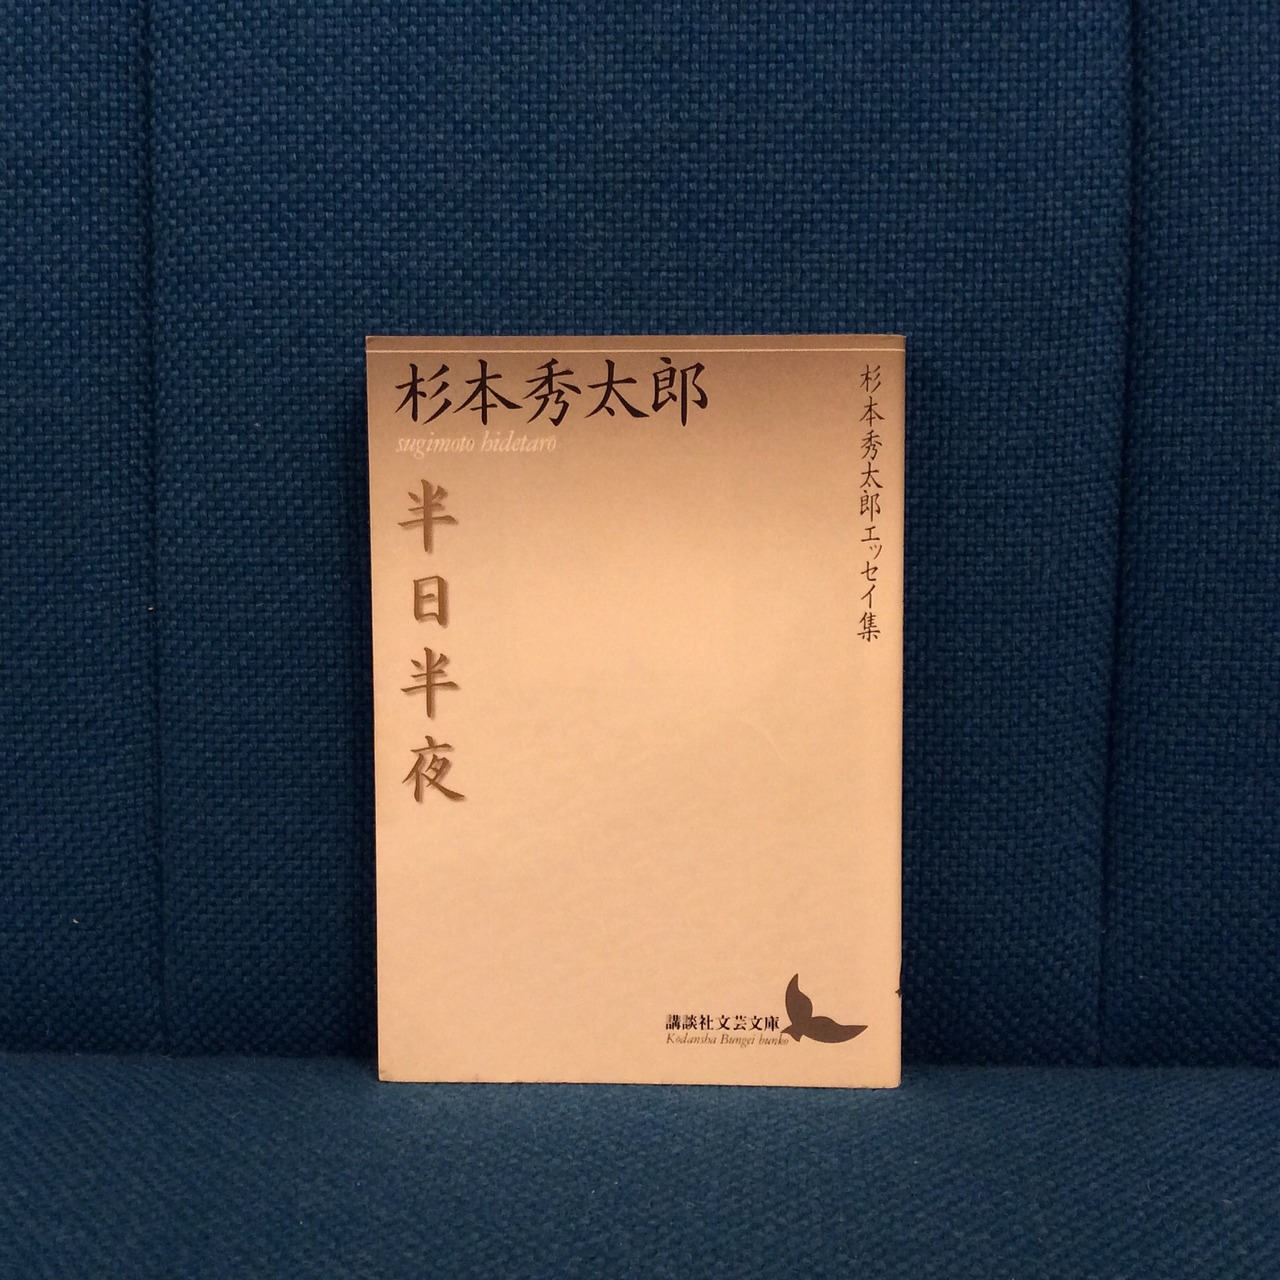 杉本秀太郎
sugimoto hidetarō
半日半夜
杉本秀太郎エッセイ集
講談社文芸文庫
Kōdansha Bungei bunko